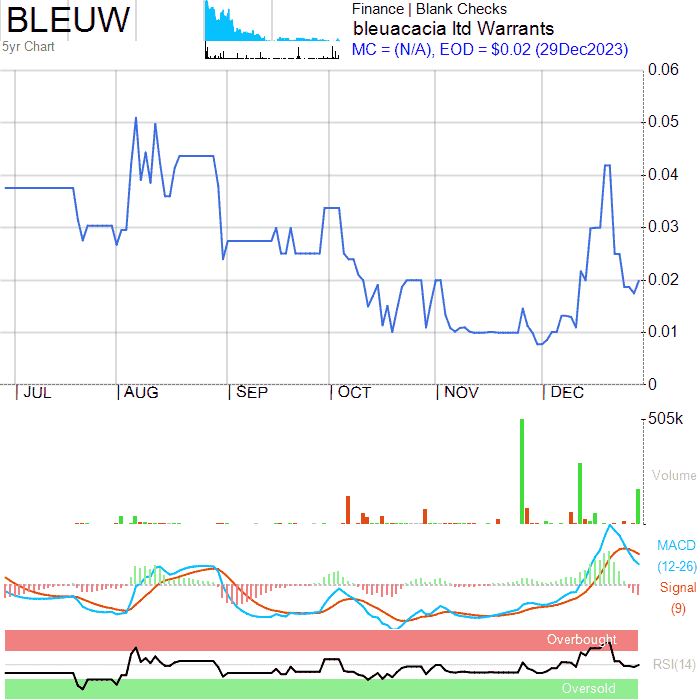 BLEUW
5yr Chart
Finance | Blank Checks
bleuacacia ltd Warrants
MC = (N/A), EOD = $0.02 (29Dec2023)
0.06
0.05
0.04
0.03
0.02
0.01
0
JUL AUG SEP OCT NOV DEC
505k
Volume
MACD
(12-26)
Signal
(9)
Overbought
RSI(14)
Oversold